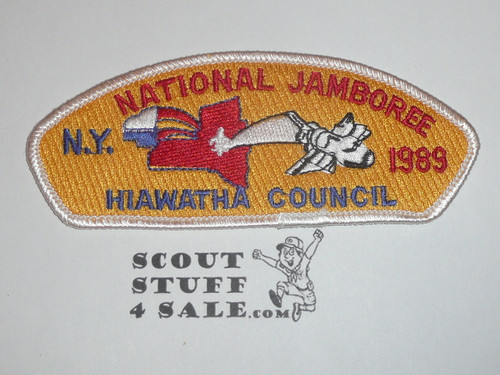 NATIONAL JAMBOREE
N.Y. 1989
HIAWATHA COUNCIL
SCOUT
STUFF
4 SALE.com